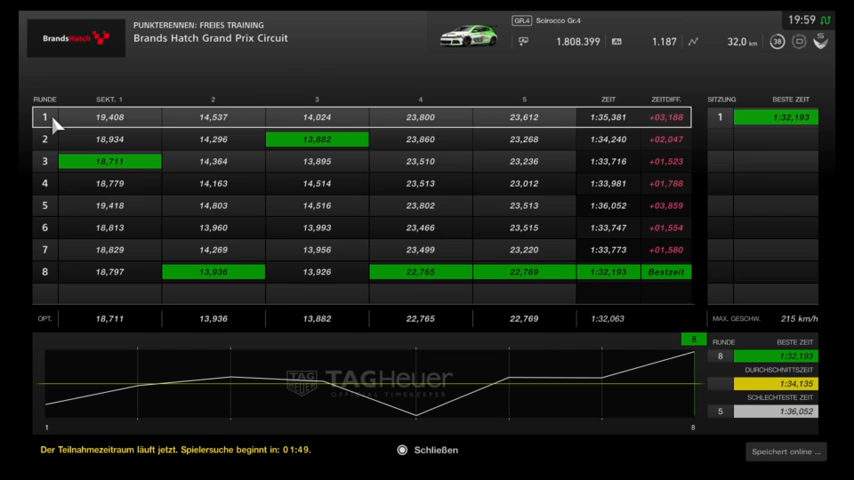 BrandsHatch
PUNKTERENNEN: FREIES TRAINING
Brands Hatch Grand Prix Circuit
GR.4 Scirocco Gr.4
1.808.399 1.187 32,0 km 38
19:59
RUNDE SEKT. 1 2 3 4 5 ZEIT ZEITDIFF. SITZUNG BESTE ZEIT
1 19,408 14,537 14,024 23,800 23,612 1:35,381 +03,188 1 1:32,193
2 18,934 14,296 13,882 23,860 23,268 1:34,240 +02,047
3 18,711 14,364 13,895 23,510 23,236 1:33,716 +01,523
4 18,779 14,163 14,514 23,513 23,012 1:33,981 +01,788
5 19,418 14,803 14,516 23,802 23,513 1:36,052 +03,859
6 18,813 13,960 13,993 23,466 23,515 1:33,747 +01,554
7 18,829 14,269 13,956 23,499 23,220 1:33,773 +01,580
8 18,797 13,936 13,926 22,765 22,769 1:32,193 Bestzeit
OPT. 18,711 13,936 13,882 22,765 22,769 1:32,063 MAX. GESCHW. 215 km/h
8 RUNDE BESTE ZEIT
8 1:32,193
DURCHSCHNITTSZEIT
1:34,135
TAG HEUER TAGHeuer
OFFICIAL TIMEKEEPER
SCHLECHTESTE ZEIT
5 1:36,052
1 8
Der Teilnahmezeitraum läuft jetzt. Spielersuche beginnt in: 01:49.
Schließen
Speichert online ...